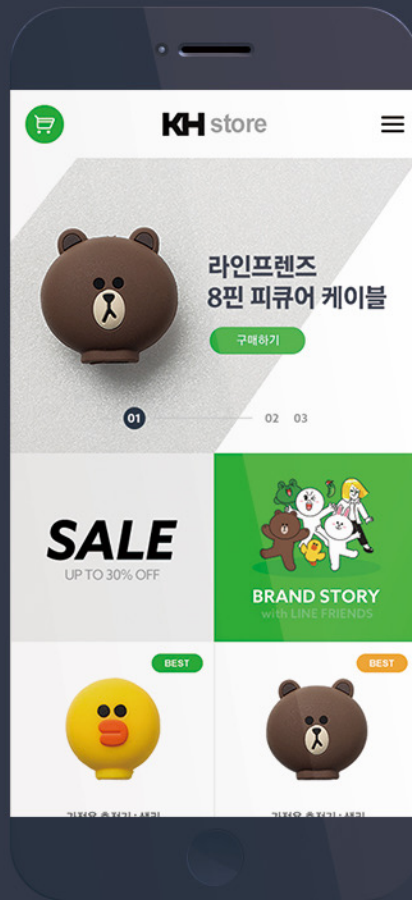 KH store
라인프렌즈
8핀 피큐어 케이블
구매하기
01 02 03
SALE
UP TO 30% OFF
BRAND STORY
with LINE FRIENDS
BEST
BEST